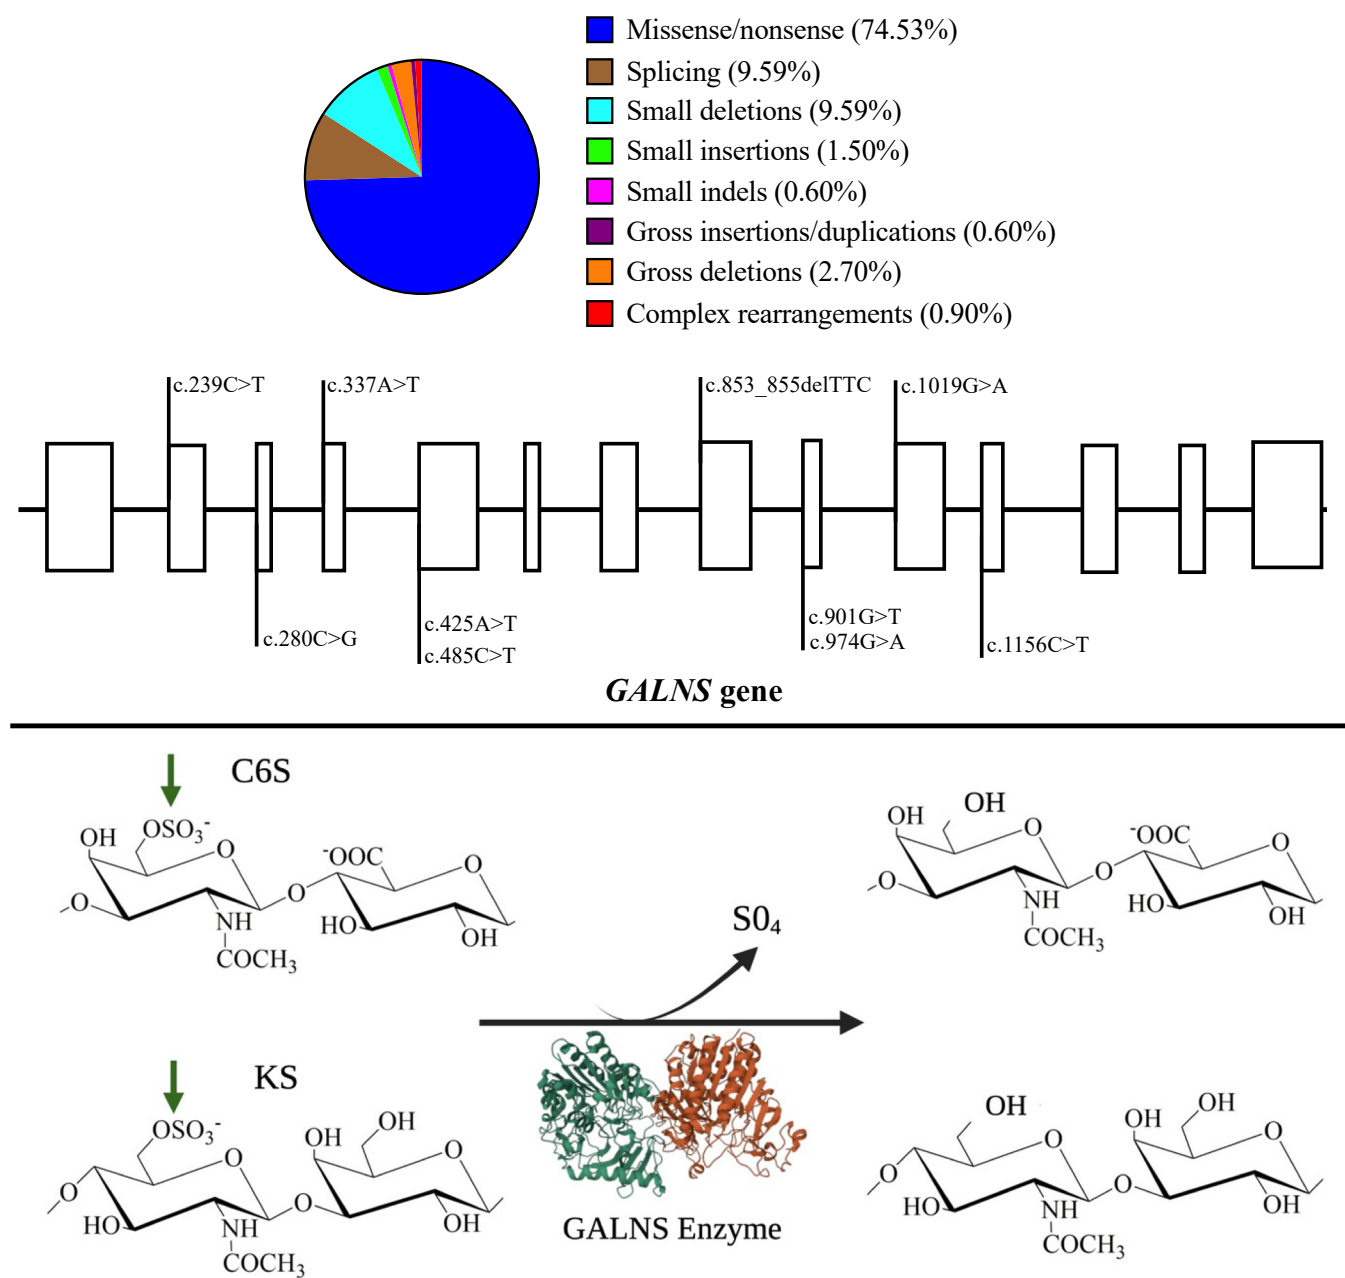 Missense/nonsense (74.53%)
Splicing (9.59%)
Small deletions (9.59%)
Small insertions (1.50%)
Small indels (0.60%)
Gross insertions/duplications (0.60%)
Gross deletions (2.70%)
Complex rearrangements (0.90%)
c.239C>T
c.337A>T
c.853_855delTTC
c.1019G>A
c.280C>G
c.425A>T
c.485C>T
c.901G>T
c.974G>A
c.1156C>T
GALNS gene
C6S
OH
OSO3-
O
O
O
-OOC
O
NH
COCH3
HO
OH
S04
OH
OH
O
O
O
-OOC
O
NH
COCH3
HO
OH
KS
OSO3-
O
O
HO
NH
COCH3
O
OH
OH
O
OH
GALNS Enzyme
OH
O
O
HO
NH
COCH3
O
OH
OH
O
OH